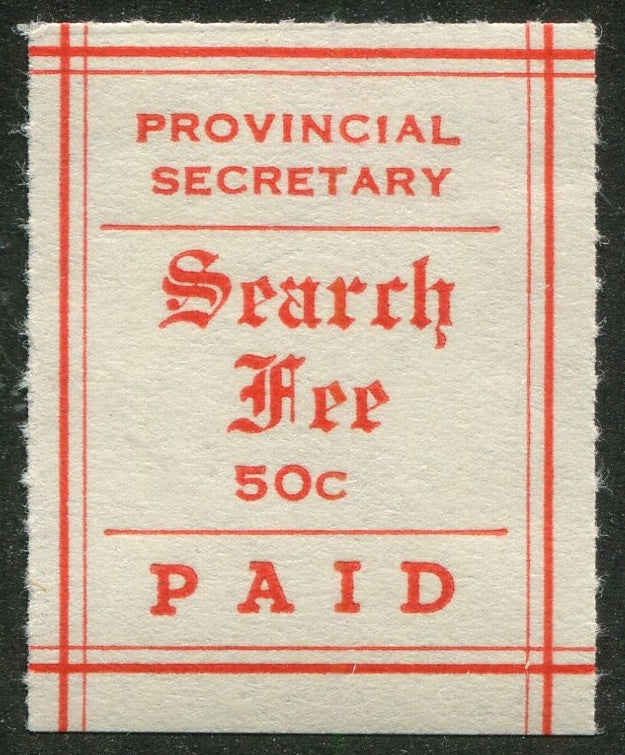 PROVINCIAL
SECRETARY
Search
Fee
50c
PAID